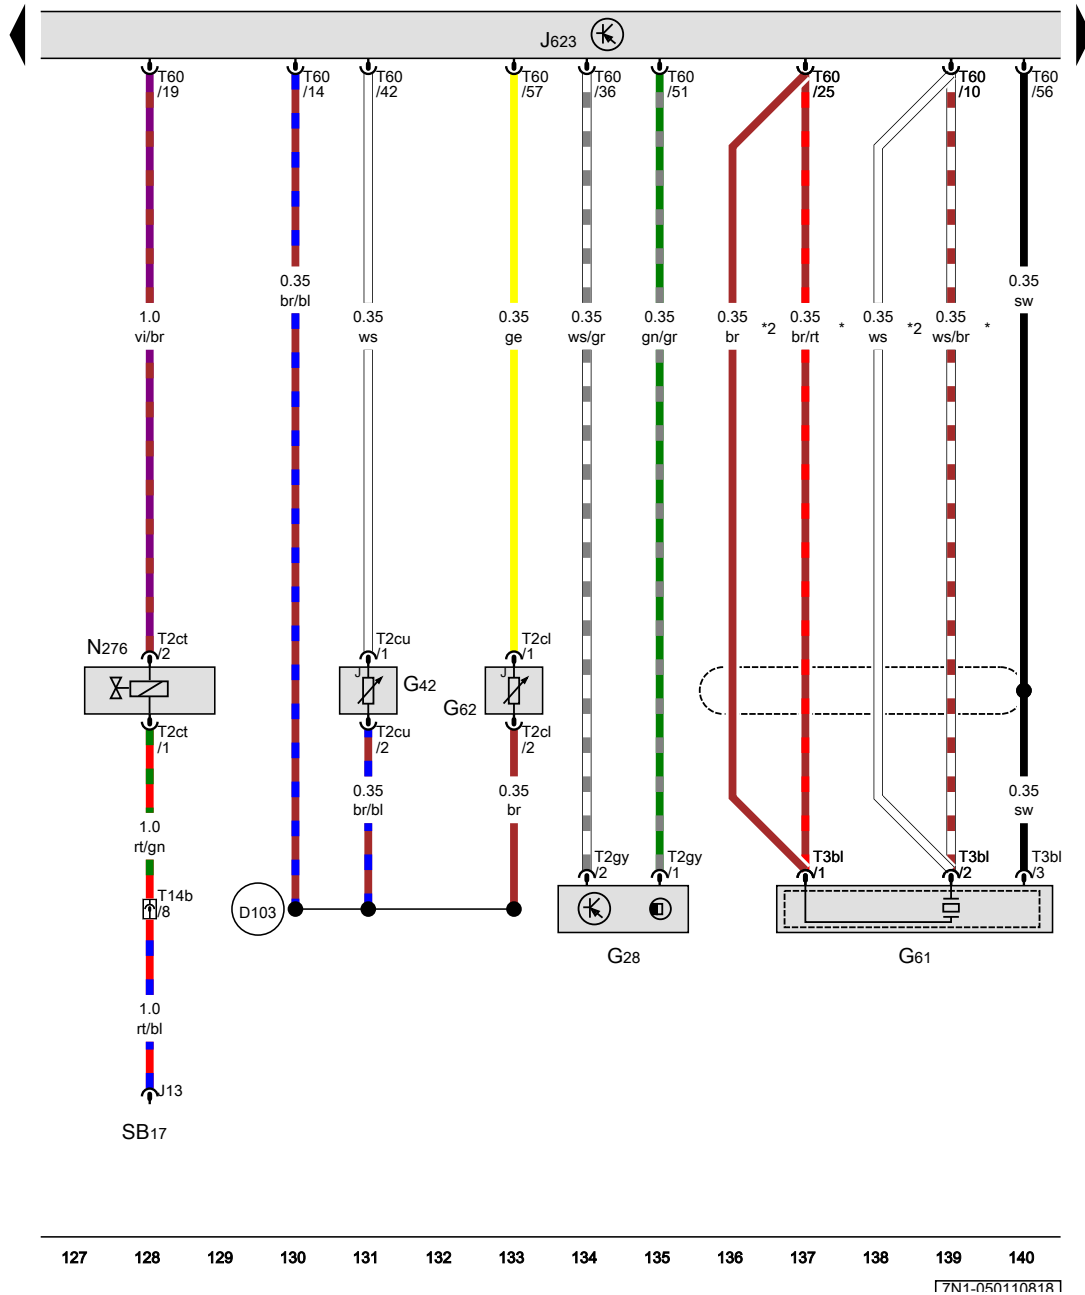 J623
T60 T60 T60 T60 T60 T60 T60 T60 T60
/19 /14 /42 /57 /36 /51 /25 /10 /56
0.35 0.35
br/bl sw
1.0 0.35 0.35 0.35 0.35 0.35 0.35 0.35 0.35
vi/br ws ge ws/gr gn/gr br *2 br/rt * ws *2 ws/br *
N276 T2ct T2cu T2cl
/2 /1 /1
J J
G42 G62
T2ct T2cu T2cl
/1 /2 /2
0.35 0.35 0.35
br/bl br sw
1.0
rt/gn
T2gy T2gy T3bl T3bl T3bl
/2 /1 /1 /2 /3
T14b
/8
D103
G28 G61
1.0
rt/bl
J13
SB17
127 128 129 130 131 132 133 134 135 136 137 138 139 140
7N1-050110818